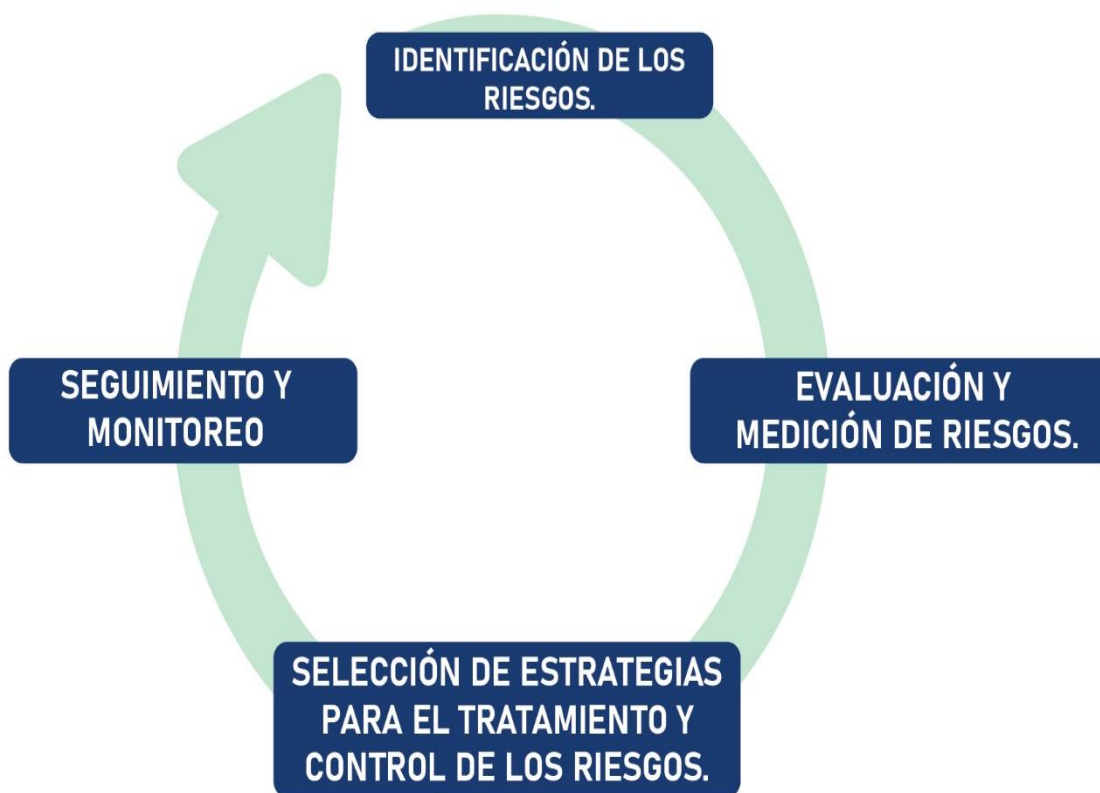 IDENTIFICACIÓN DE LOS
RIESGOS.
EVALUACIÓN Y
MEDICIÓN DE RIESGOS.
SELECCIÓN DE ESTRATEGIAS
PARA EL TRATAMIENTO Y
CONTROL DE LOS RIESGOS.
SEGUIMIENTO Y
MONITOREO